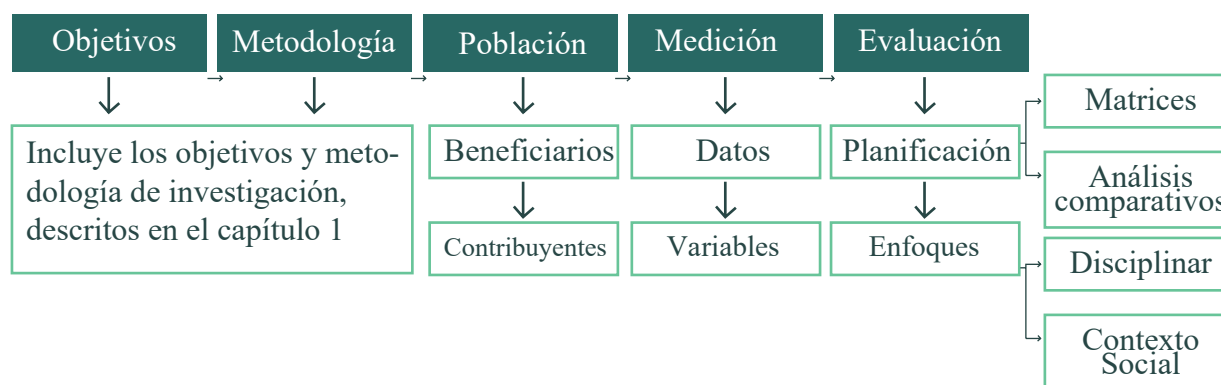 Objetivos
Metodología
Población
Medición
Evaluación
Incluye los objetivos y meto-
dología de investigación,
descritos en el capítulo 1
Beneficiarios
Datos
Planificación
Matrices
Análisis
comparativos
Contribuyentes
Variables
Enfoques
Disciplinar
Contexto
Social